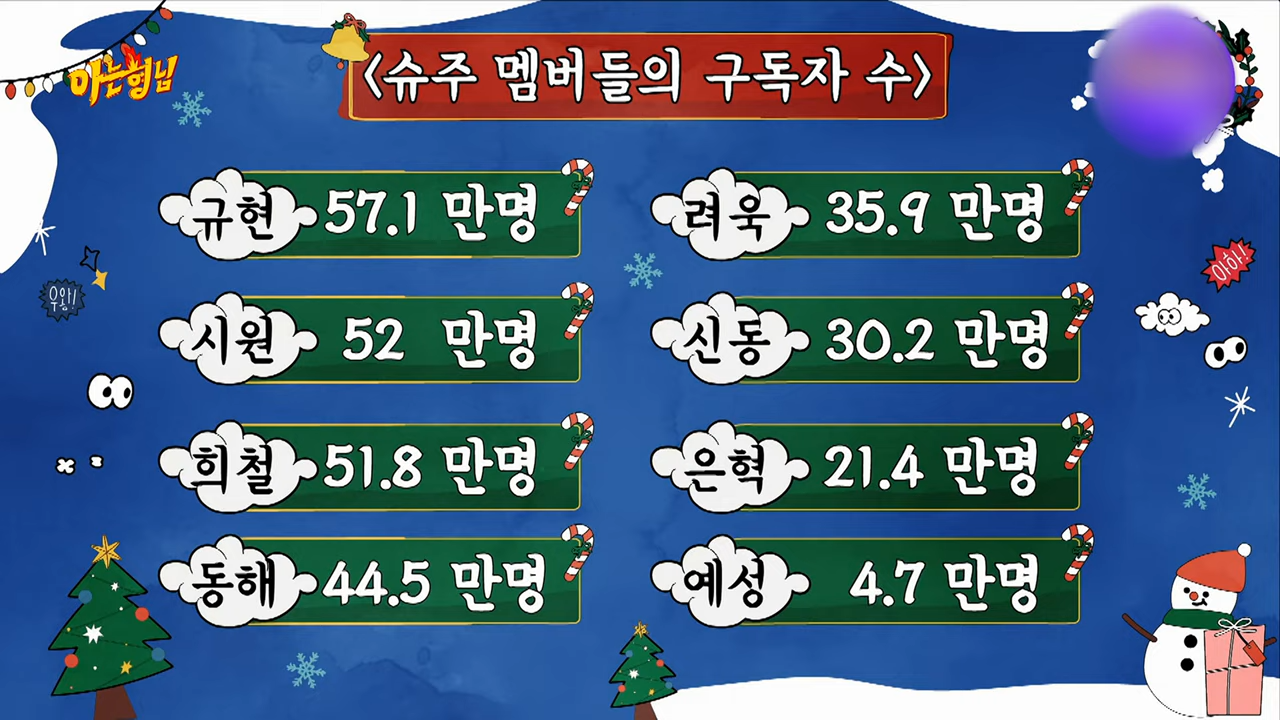 아는형님
<슈주 멤버들의 구독자 수>
규현 57.1 만명
려욱 35.9 만명
시원 52 만명
신동 30.2 만명
희철 51.8 만명
은혁 21.4 만명
동해 44.5 만명
예성 4.7 만명
우왕!
아하!